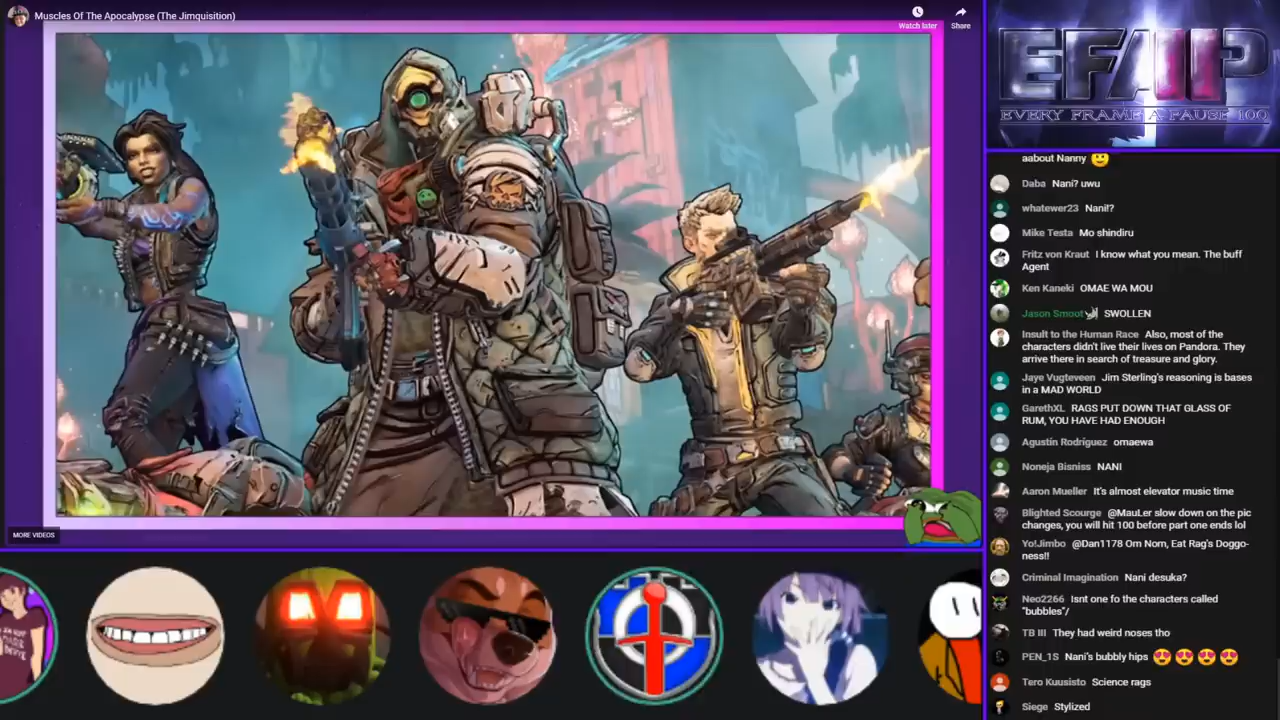 Muscles Of The Apocalypse (The Jimquisition)
Watch later
Share
MORE VIDEOS
EFAP
EVERY FRAME A PAUSE 100
aabout Nanny
Daba Nani? uwu
whatewer23 Nani!?
Mike Testa Mo shindiru
Fritz von Kraut I know what you mean. The buff
Agent
Ken Kaneki OMAE WA MOU
Jason Smoot SWOLLEN
Insult to the Human Race Also, most of the
characters didn't live their lives on Pandora. They
arrive there in search of treasure and glory.
Jaye Vugteveen Jim Sterling's reasoning is bases
in a MAD WORLD
GarethXL RAGS PUT DOWN THAT GLASS OF
RUM, YOU HAVE HAD ENOUGH
Agustín Rodríguez omaewa
Noneja Bisniss NANI
Aaron Mueller It's almost elevator music time
Blighted Scourge @MauLer slow down on the pic
changes, you will hit 100 before part one ends lol
Yo!Jimbo @Dan1178 Om Nom, Eat Rag's Doggo-
ness!!
Criminal Imagination Nani desuka?
Neo2266 Isnt one fo the characters called
"bubbles"/
TB III They had weird noses tho
PEN_1S Nani's bubbly hips 😍😍😍😍
Tero Kuusisto Science rags
Siege Stylized